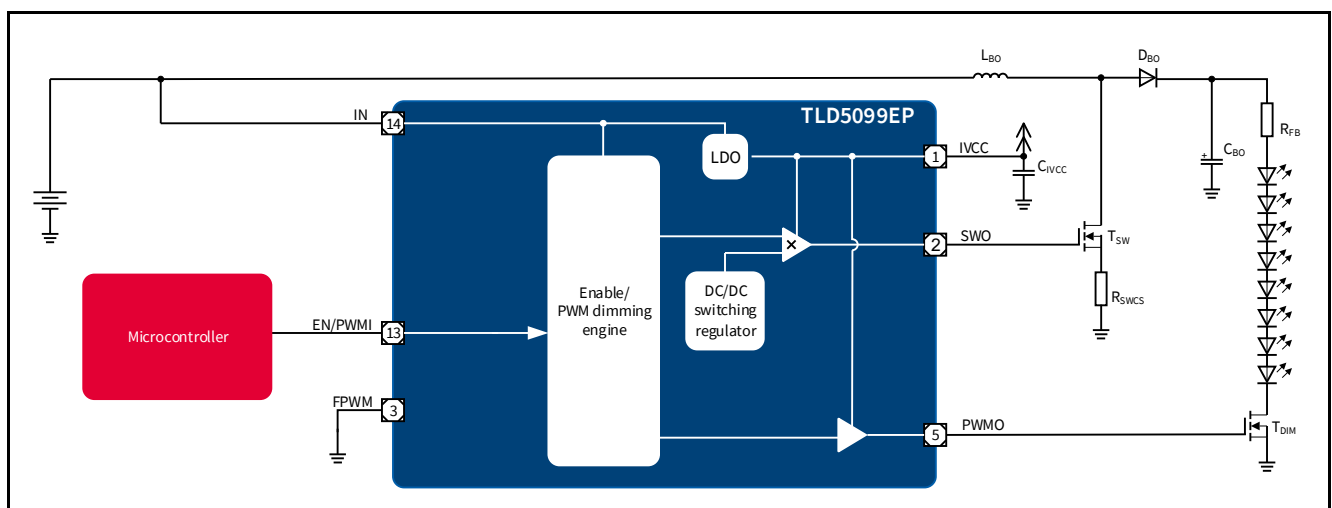 L_BO
D_BO
TLD5099EP
IN
14
LDO
1
IVCC
C_IVCC
C_BO
+
R_FB
2
SWO
T_SW
Enable/
PWM dimming
engine
DC/DC
switching
regulator
R_SWCS
Microcontroller
EN/PWMI
13
FPWM
3
5
PWMO
T_DIM